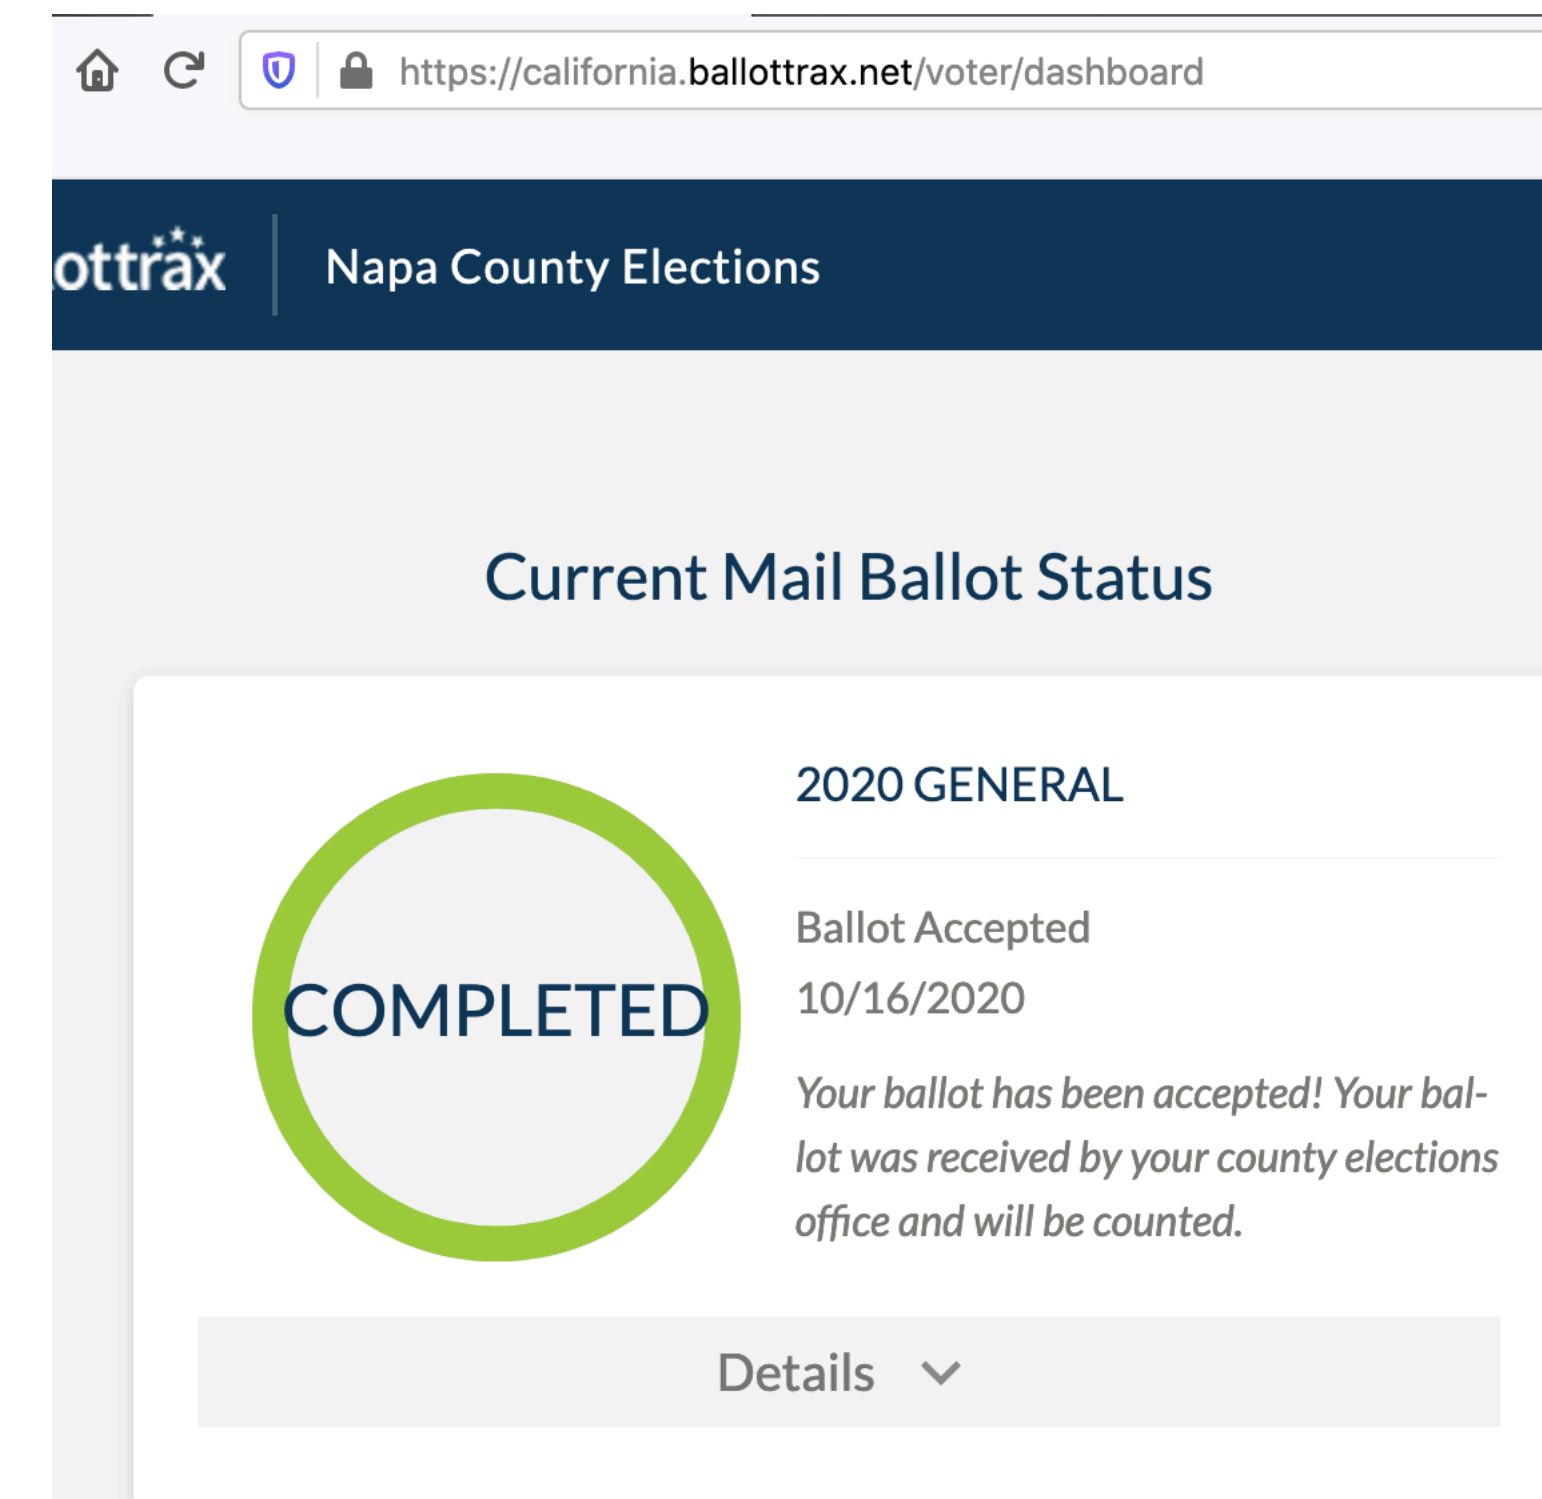 https://california.ballottrax.net/voter/dashboard
ottrax
Napa County Elections
Current Mail Ballot Status
COMPLETED
2020 GENERAL
Ballot Accepted
10/16/2020
Your ballot has been accepted! Your bal-
lot was received by your county elections
office and will be counted.
Details